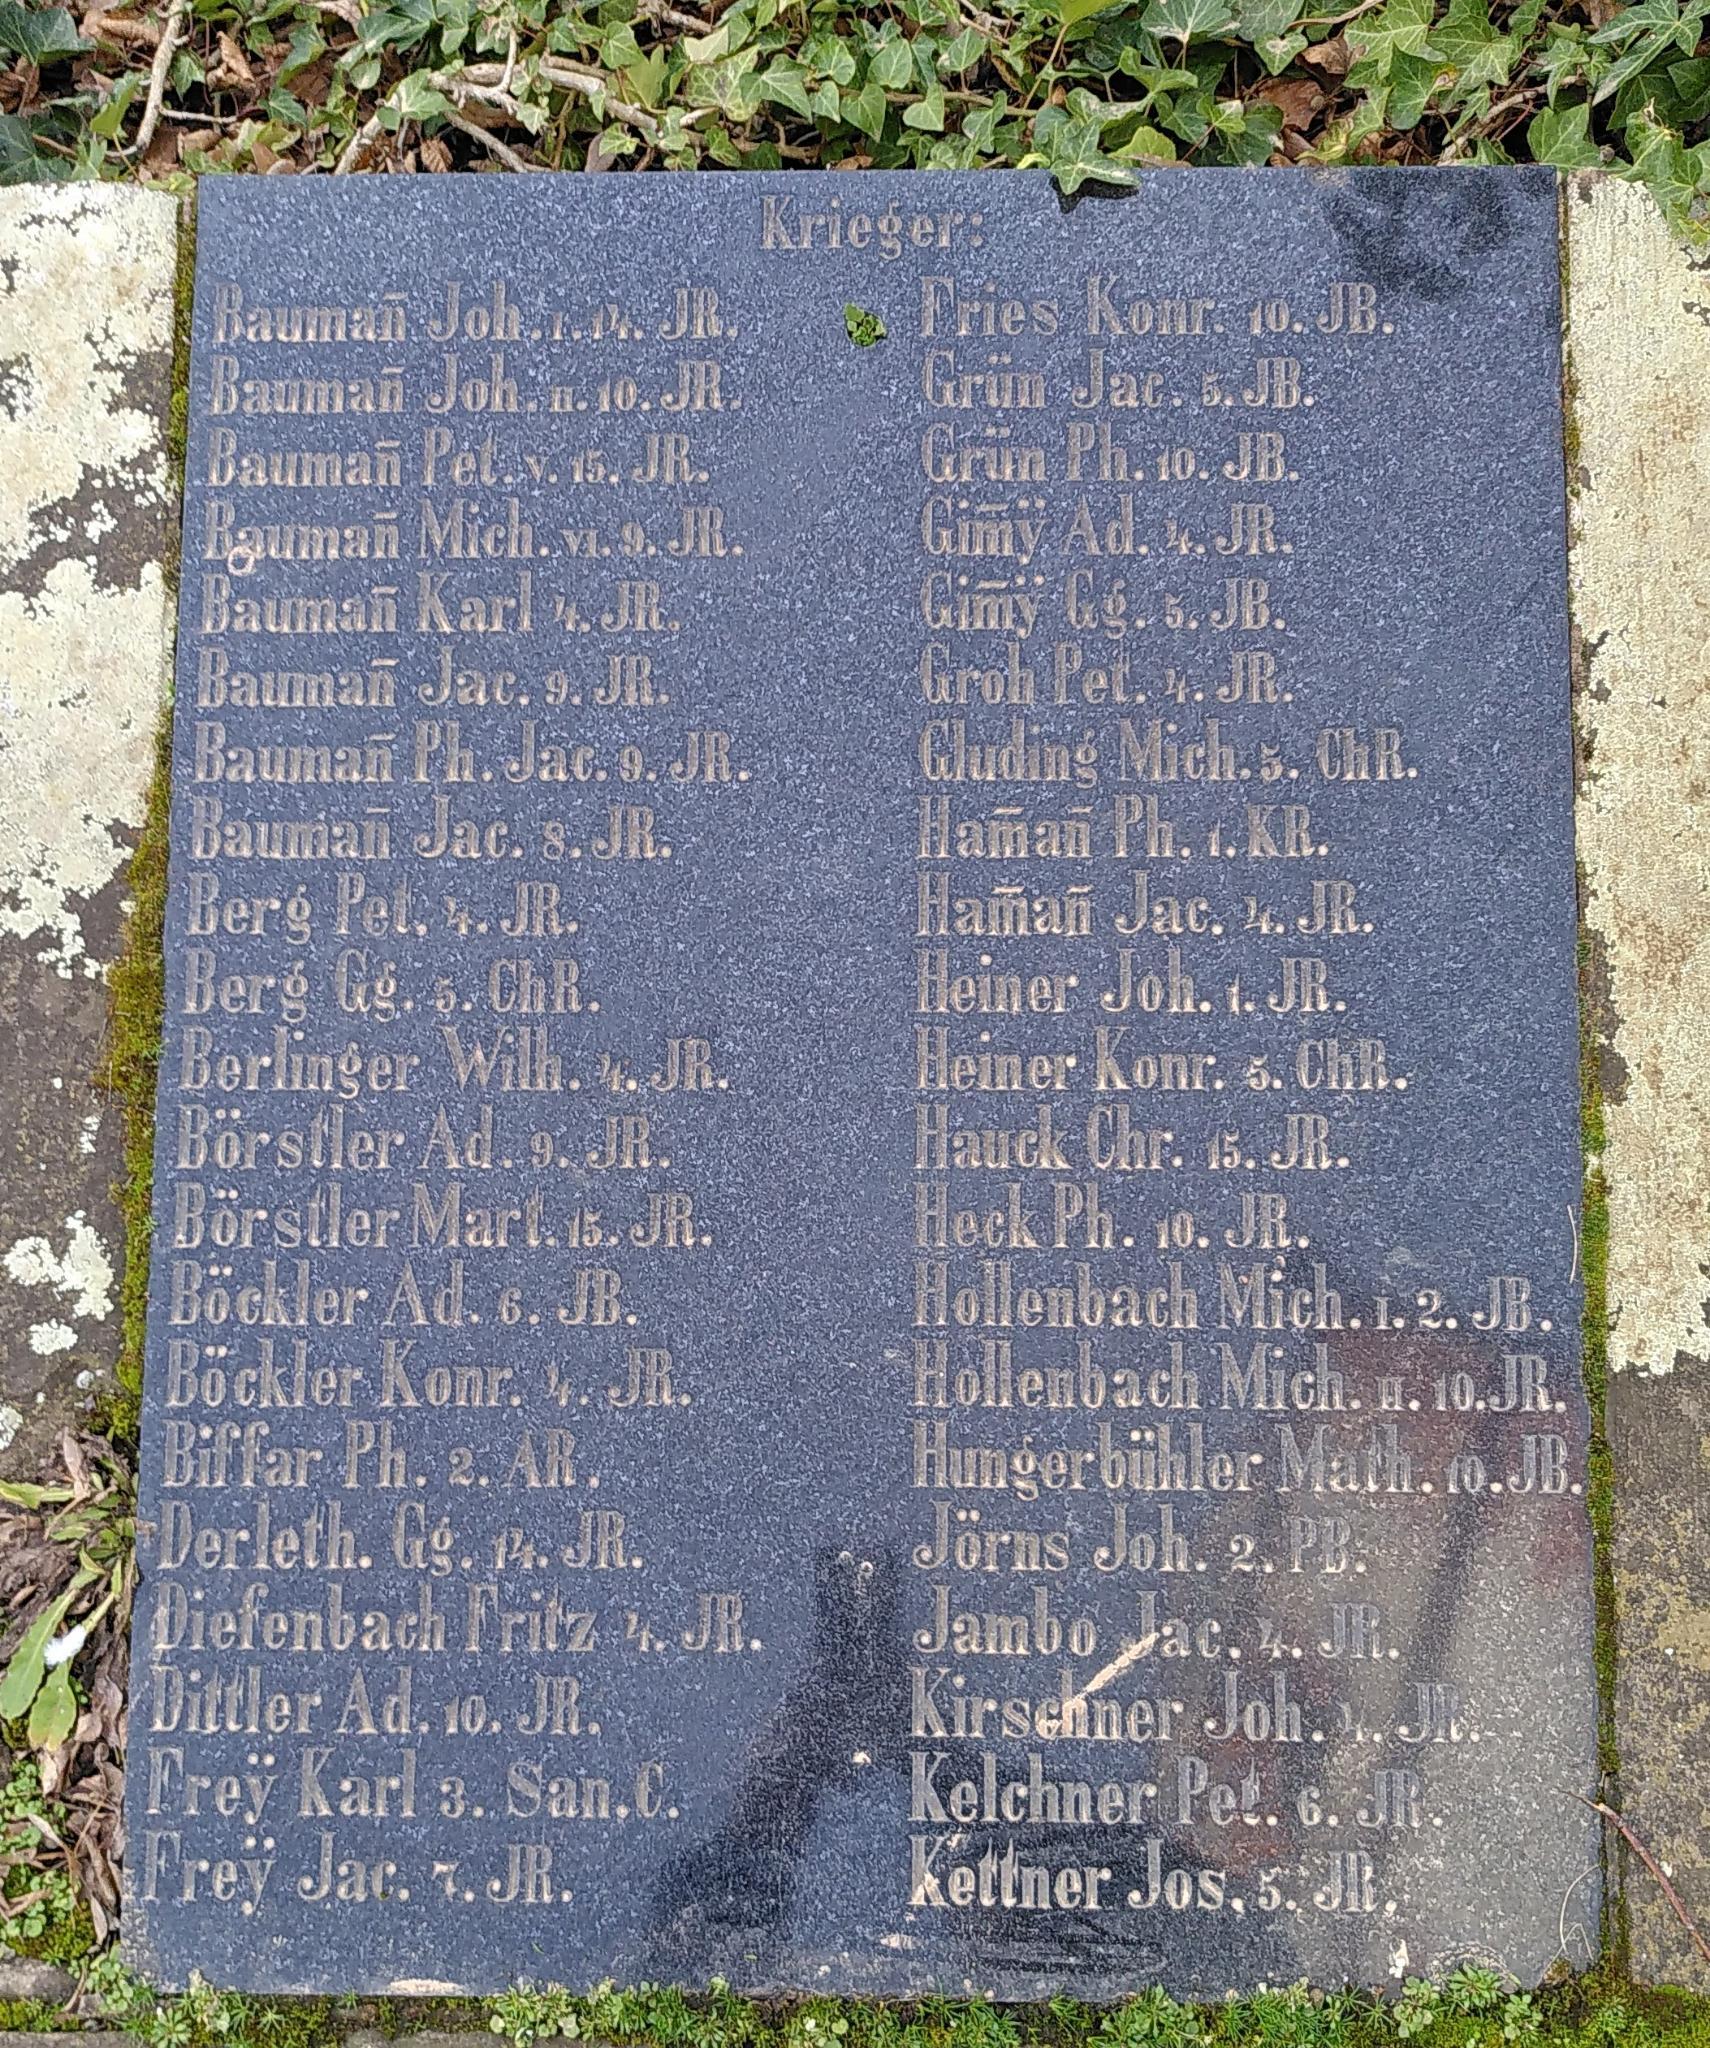 Krieger:
Baumañ Joh. I. 14. JR.
Baumañ Joh. II. 10. JR.
Baumañ Pet. V. 15. JR.
Baumañ Mich. VI. 9. JR.
Baumañ Karl 4. JR.
Baumañ Jac. 9. JR.
Baumañ Ph. Jac. 9. JR.
Baumañ Jac. 8. JR.
Berg Pet. 4. JR.
Berg Gg. 5. ChR.
Berlinger Wilh. 4. JR.
Börstler Ad. 9. JR.
Börstler Mart. 15. JR.
Böckler Ad. 6. JB.
Böckler Konr. 4. JR.
Biffar Ph. 2. AR.
Derleth. Gg. 14. JR.
Diefenbach Fritz 4. JR.
Dittler Ad. 10. JR.
Freÿ Karl 3. San. C.
Freÿ Jac. 7. JR.
Fries Konr. 10. JB.
Grün Jac. 5. JB.
Grün Ph. 10. JB.
Gim̄ÿ Ad. 4. JR.
Gim̄ÿ Gg. 5. JB.
Groh Pet. 4. JR.
Gluding Mich. 5. ChR.
Ham̄añ Ph. 1. KR.
Ham̄añ Jac. 4. JR.
Heiner Joh. 1. JR.
Heiner Konr. 5. ChR.
Hauck Chr. 15. JR.
Heck Ph. 10. JR.
Hollenbach Mich. I. 2. JB.
Hollenbach Mich. II. 10. JR.
Hungerbühler Math. 10. JB.
Jörns Joh. 2. PB.
Jambo Jac. 4. JR.
Kirschner Joh. JR.
Kelchner Pet. 6. JR.
Kettner Jos. 5. JR.